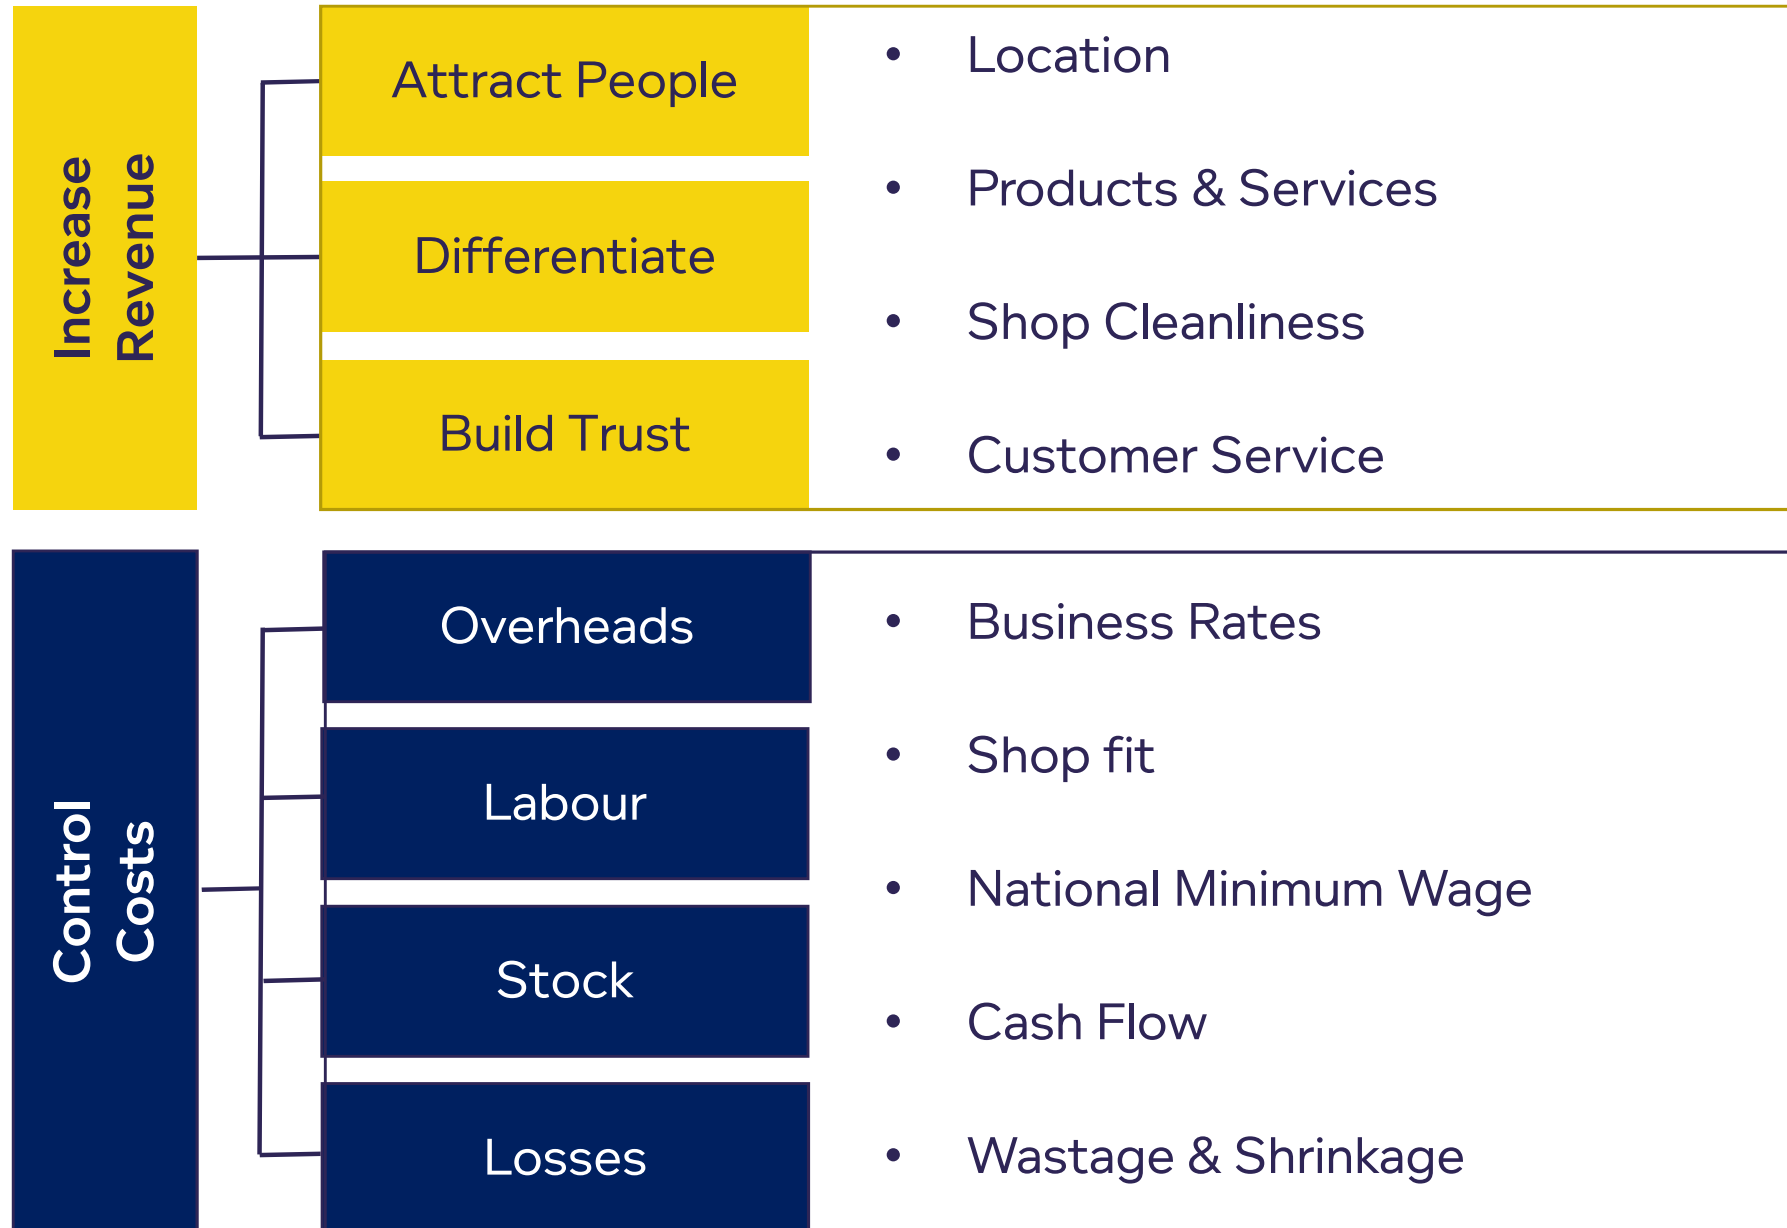 Increase
Revenue
Attract People
Differentiate
Build Trust
• Location
• Products & Services
• Shop Cleanliness
• Customer Service
Control
Costs
Overheads
Labour
Stock
Losses
• Business Rates
• Shop fit
• National Minimum Wage
• Cash Flow
• Wastage & Shrinkage